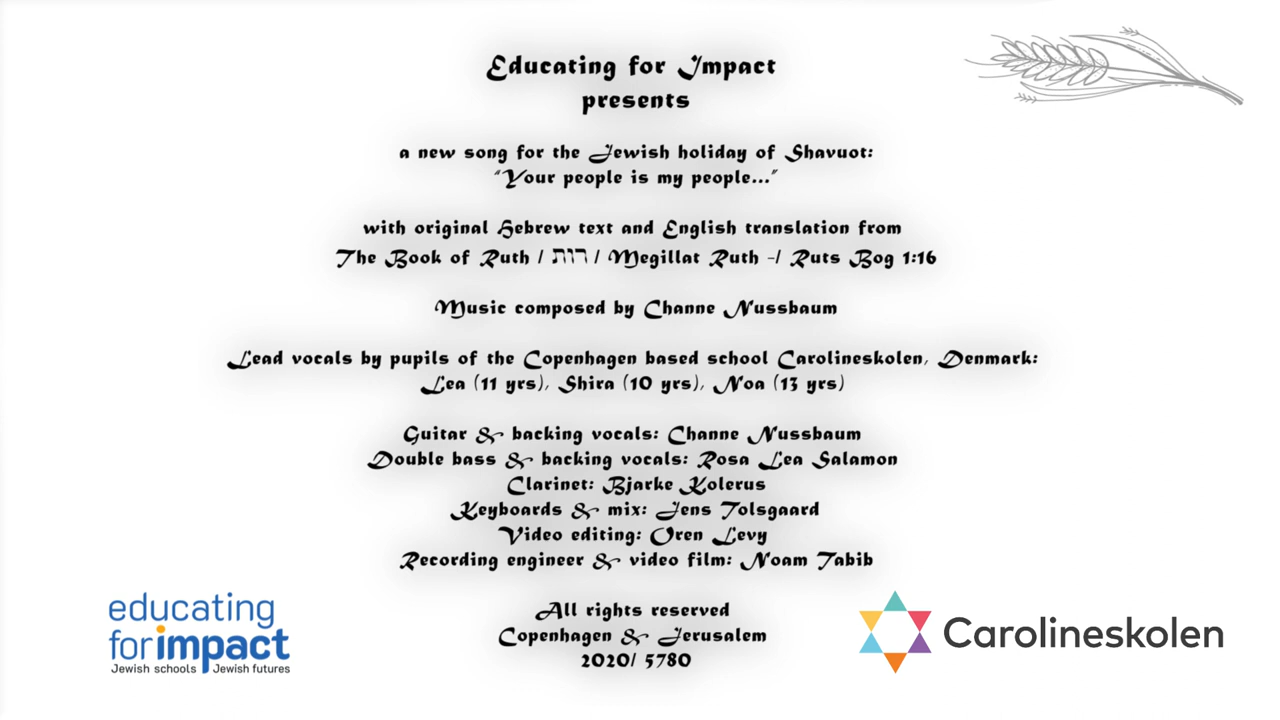 Educating for Impact
presents
a new song for the Jewish holiday of Shavuot:
"Your people is my people..."
with original Hebrew text and English translation from
The Book of Ruth / רות / Megillat Ruth -/ Ruts Bog 1:16
Music composed by Channe Nussbaum
Lead vocals by pupils of the Copenhagen based school Carolineskolen, Denmark:
Lea (11 yrs), Shira (10 yrs), Noa (13 yrs)
Guitar & backing vocals: Channe Nussbaum
Double bass & backing vocals: Rosa Lea Salamon
Clarinet: Bjarke Kolerus
Keyboards & mix: Jens Tolsgaard
Video editing: Oren Levy
Recording engineer & video film: Noam Tabib
All rights reserved
Copenhagen & Jerusalem
2020/ 5780
educating
forimpact
Jewish schools Jewish futures
Carolineskolen